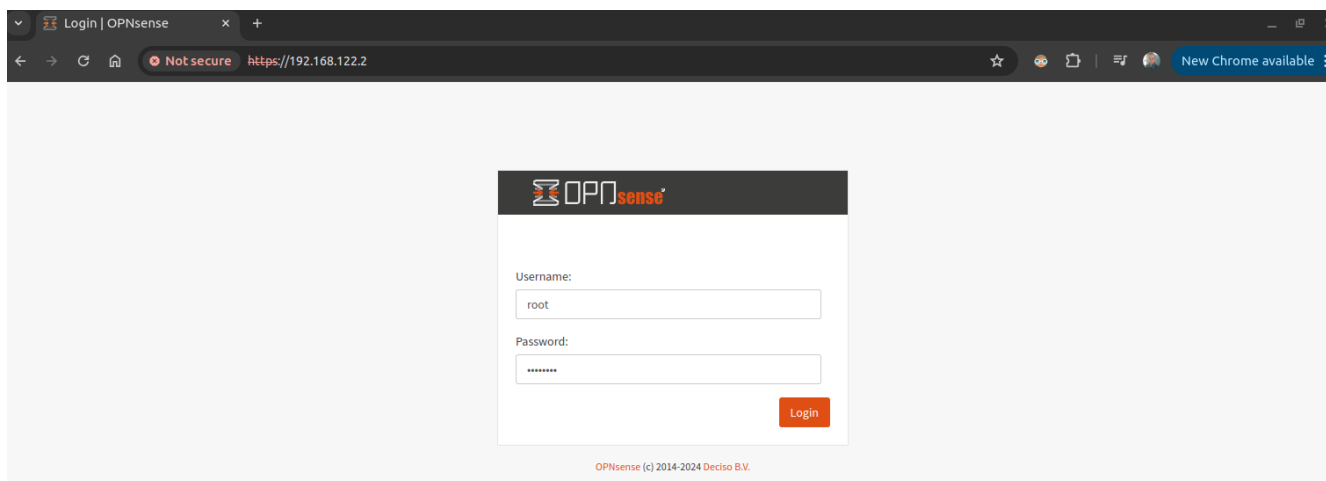 Login | OPNsense
Not secure https://192.168.122.2
New Chrome available
OPNsense
Username:
root
Password:
••••••••
Login
OPNsense (c) 2014-2024 Deciso B.V.